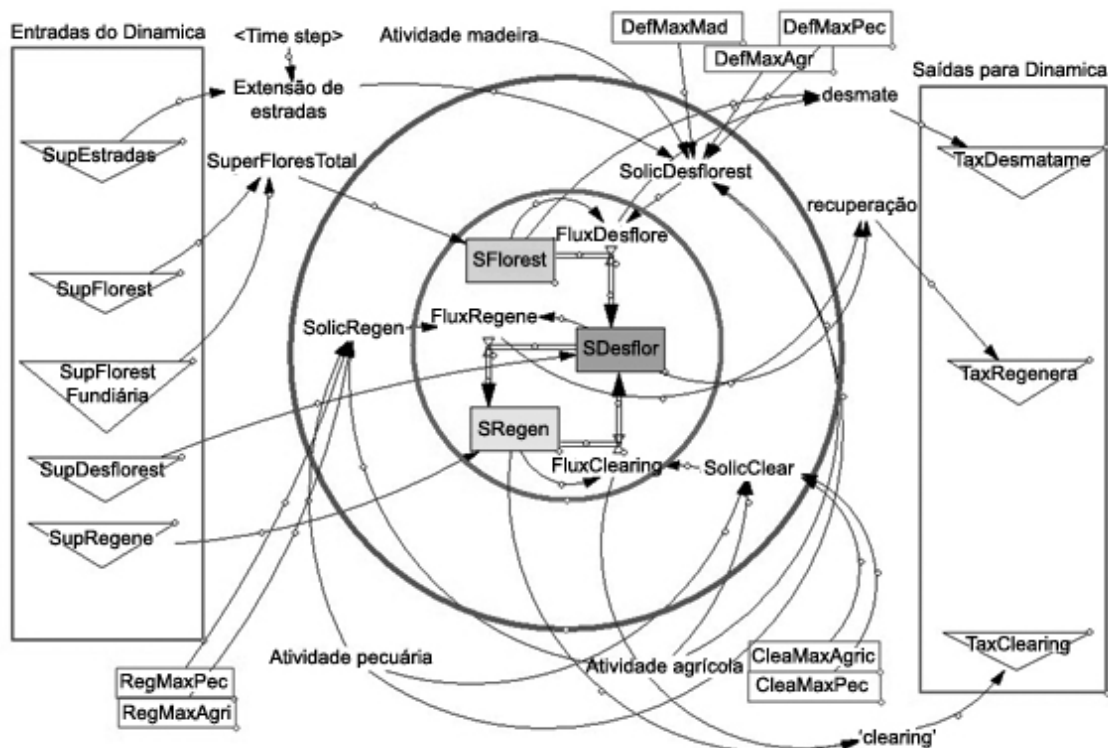 Entradas do Dinamica
<Time step>
Atividade madeira
DefMaxMad
DefMaxPec
DefMaxAgr
Saídas para Dinamica
Extensão de
estradas
desmate
SupEstradas
SuperFloresTotal
SolicDesflorest
TaxDesmatame
recuperação
FluxDesflore
SFlorest
SupFlorest
SolicRegen
FluxRegene
SDesflor
SupFlorest
Fundiária
TaxRegenera
SRegen
SupDesflorest
FluxClearing
SolicClear
SupRegene
Atividade pecuária
Atividade agrícola
CleaMaxAgric
CleaMaxPec
TaxClearing
RegMaxPec
RegMaxAgri
'clearing'